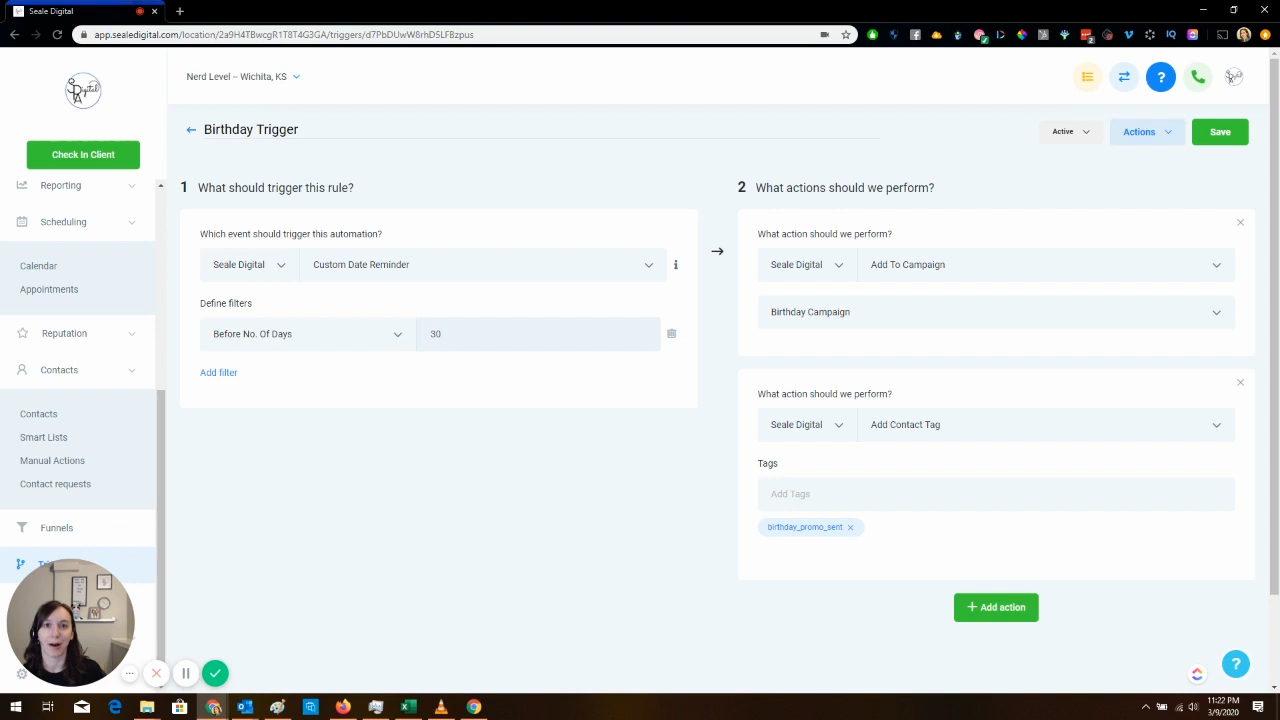 Seale Digital
app.sealedigital.com/location/2a9H4TBwcgR1T8T4G3GA/triggers/d7PbDUwW8rhD5LFBzpus
Nerd Level – Wichita, KS
Check In Client
Reporting
Scheduling
Calendar
Appointments
Reputation
Contacts
Contacts
Smart Lists
Manual Actions
Contact requests
Funnels
Birthday Trigger
Active
Actions
Save
1 What should trigger this rule?
Which event should trigger this automation?
Seale Digital
Custom Date Reminder
Define filters
Before No. Of Days
30
Add filter
2 What actions should we perform?
What action should we perform?
Seale Digital
Add To Campaign
Birthday Campaign
What action should we perform?
Seale Digital
Add Contact Tag
Tags
Add Tags
birthday_promo_sent
+ Add action
11:22 PM
3/9/2020